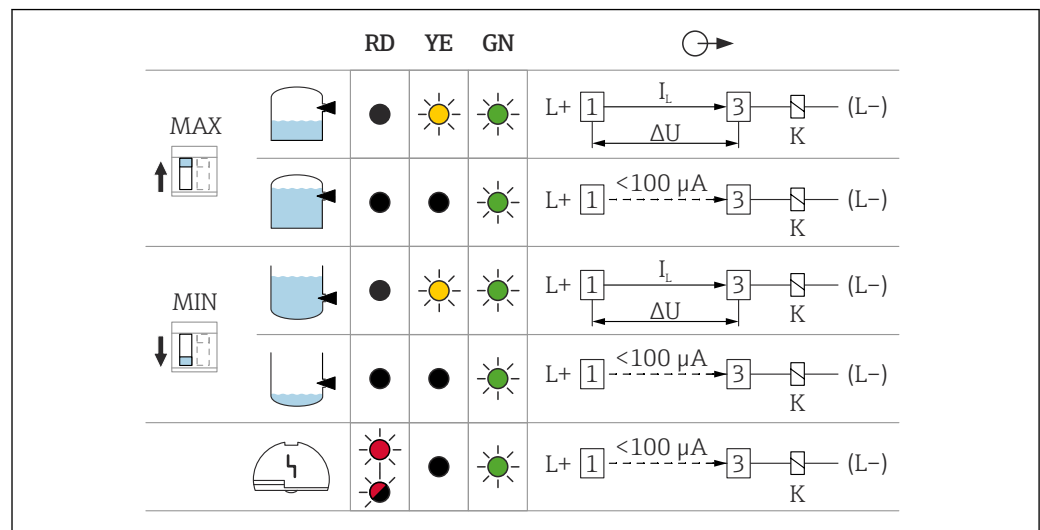 RD YE GN
MAX
L+ 1 I_L 3 (L−)
ΔU K
L+ 1 <100 µA 3 (L−)
K
MIN
L+ 1 I_L 3 (L−)
ΔU K
L+ 1 <100 µA 3 (L−)
K
L+ 1 <100 µA 3 (L−)
K